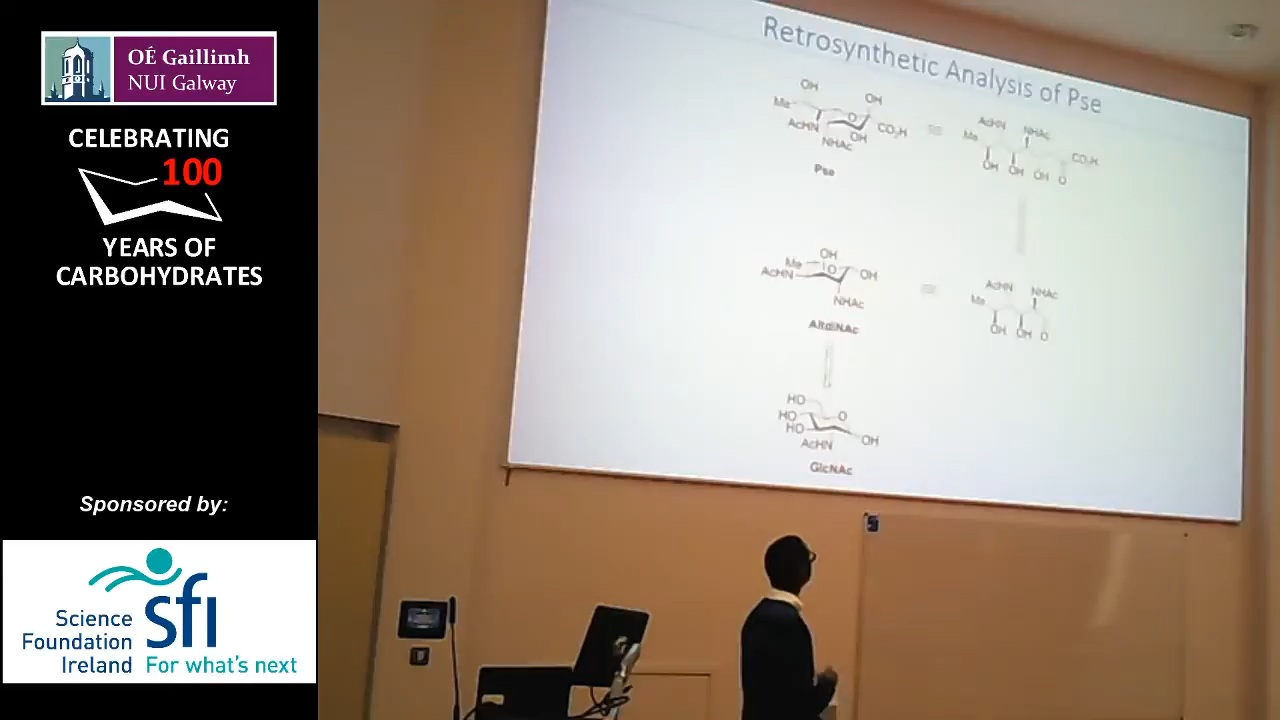 OÉ Gaillimh
NUI Galway
CELEBRATING
100
YEARS OF
CARBOHYDRATES
Sponsored by:
sfi
Science
Foundation
Ireland
For what's next
Retrosynthetic Analysis of Pse
OH
OH
Me
O
AcHN
OH
CO₂H
NHAc
Pse
AcHN
NHAc
Me
CO₂H
OH
OH
OH
O
OH
Me
O
OH
AcHN
NHAc
AltdiNAc
AcHN
NHAc
Me
OH
OH
O
HO
HO
O
HO
OH
AcHN
GlcNAc